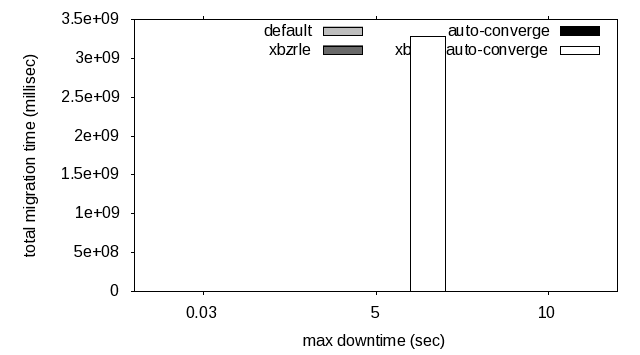 3.5e+09
3e+09
2.5e+09
2e+09
1.5e+09
1e+09
5e+08
0
total migration time (millisec)
default
xbzrle
auto-converge
xb auto-converge
0.03
5
10
max downtime (sec)